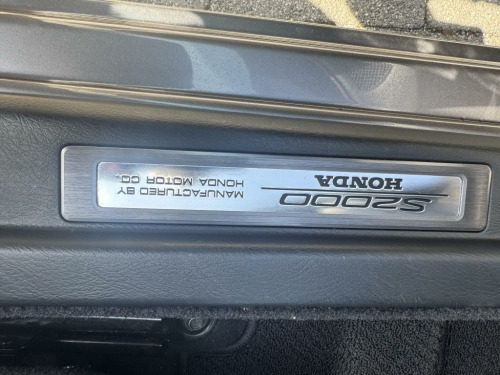 HONDA
S2000
MANUFACTURED BY
HONDA MOTOR CO.